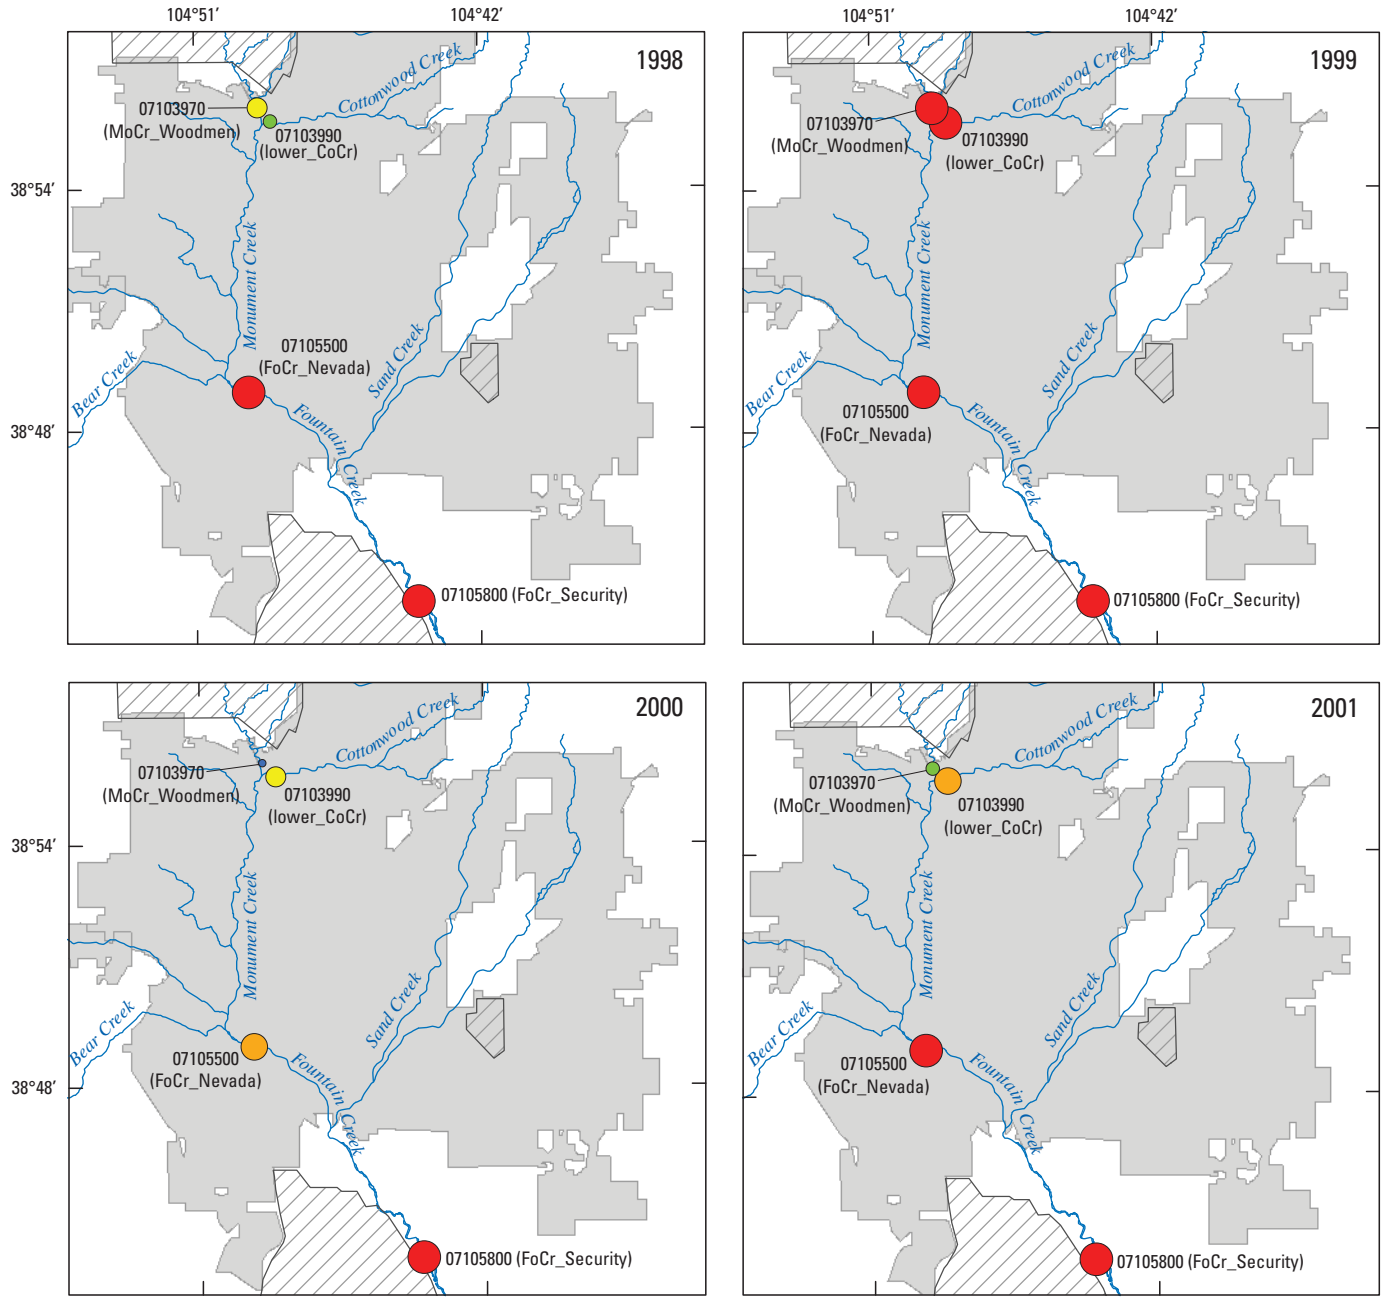 104°51′
104°42′
1998
Cottonwood Creek
07103970
(MoCr_Woodmen)
07103990
(lower_CoCr)
38°54′
Monument Creek
07105500
(FoCr_Nevada)
Sand Creek
Bear Creek
38°48′
Fountain Creek
07105800 (FoCr_Security)
104°51′
104°42′
1999
Cottonwood Creek
07103970
(MoCr_Woodmen)
07103990
(lower_CoCr)
Monument Creek
Sand Creek
Bear Creek
07105500
(FoCr_Nevada)
Fountain Creek
07105800 (FoCr_Security)
2000
Cottonwood Creek
07103970
(MoCr_Woodmen)
07103990
(lower_CoCr)
38°54′
Monument Creek
Sand Creek
Bear Creek
07105500
(FoCr_Nevada)
38°48′
Fountain Creek
07105800 (FoCr_Security)
2001
Cottonwood Creek
07103970
(MoCr_Woodmen)
07103990
(lower_CoCr)
Monument Creek
Sand Creek
Bear Creek
07105500
(FoCr_Nevada)
Fountain Creek
07105800 (FoCr_Security)